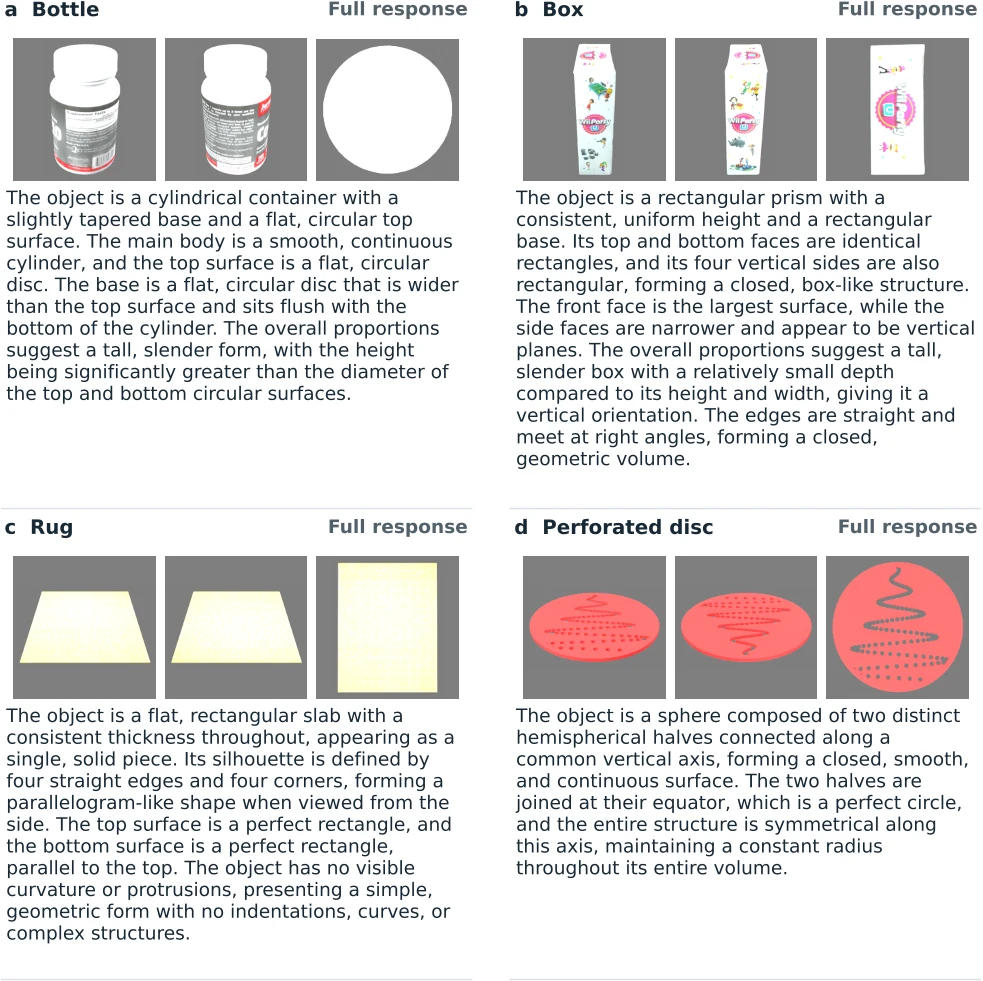 a Bottle Full response
The object is a cylindrical container with a
slightly tapered base and a flat, circular top
surface. The main body is a smooth, continuous
cylinder, and the top surface is a flat, circular
disc. The base is a flat, circular disc that is wider
than the top surface and sits flush with the
bottom of the cylinder. The overall proportions
suggest a tall, slender form, with the height
being significantly greater than the diameter of
the top and bottom circular surfaces.
b Box Full response
WiiParty
U
WiiParty
U
WiiParty
The object is a rectangular prism with a
consistent, uniform height and a rectangular
base. Its top and bottom faces are identical
rectangles, and its four vertical sides are also
rectangular, forming a closed, box-like structure.
The front face is the largest surface, while the
side faces are narrower and appear to be vertical
planes. The overall proportions suggest a tall,
slender box with a relatively small depth
compared to its height and width, giving it a
vertical orientation. The edges are straight and
meet at right angles, forming a closed,
geometric volume.
c Rug Full response
The object is a flat, rectangular slab with a
consistent thickness throughout, appearing as a
single, solid piece. Its silhouette is defined by
four straight edges and four corners, forming a
parallelogram-like shape when viewed from the
side. The top surface is a perfect rectangle, and
the bottom surface is a perfect rectangle,
parallel to the top. The object has no visible
curvature or protrusions, presenting a simple,
geometric form with no indentations, curves, or
complex structures.
d Perforated disc Full response
The object is a sphere composed of two distinct
hemispherical halves connected along a
common vertical axis, forming a closed, smooth,
and continuous surface. The two halves are
joined at their equator, which is a perfect circle,
and the entire structure is symmetrical along
this axis, maintaining a constant radius
throughout its entire volume.